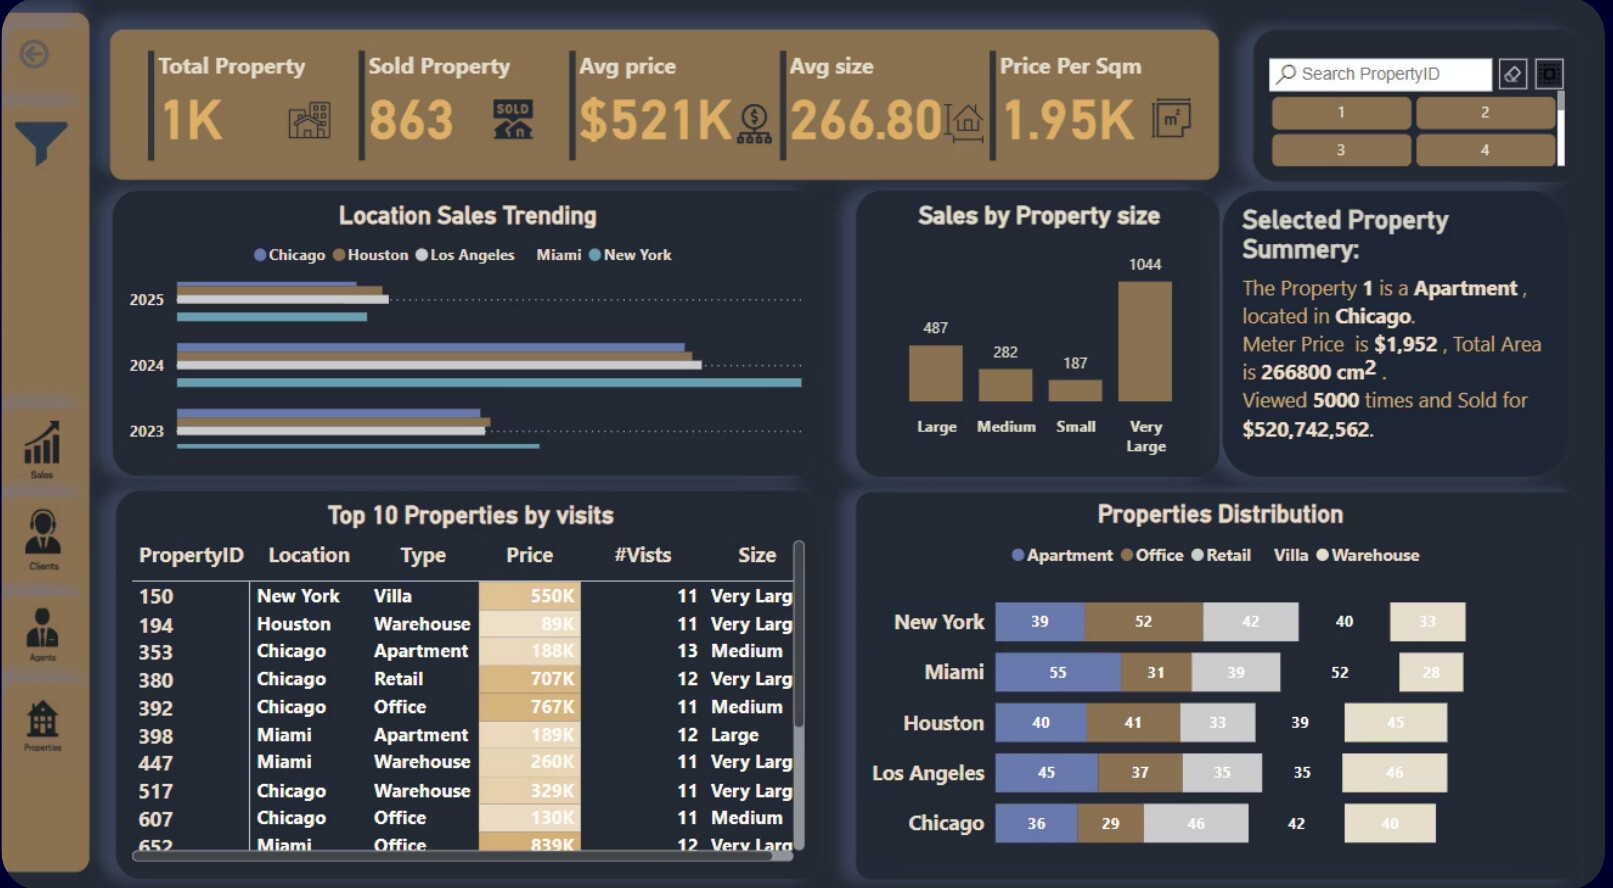 Total Property
1K
Sold Property
863
SOLD
Avg price
$521K
Avg size
266.80
Price Per Sqm
1.95K
m²
Search PropertyID
1 2
3 4
Location Sales Trending
Chicago Houston Los Angeles Miami New York
2025
2024
2023
Sales by Property size
487
282
187
1044
Large Medium Small Very
Large
Selected Property
Summery:
The Property 1 is a Apartment ,
located in Chicago.
Meter Price is $1,952 , Total Area
is 266800 cm² .
Viewed 5000 times and Sold for
$520,742,562.
Sales
Clients
Agents
Properties
Top 10 Properties by visits
PropertyID Location Type Price #Vists Size
150 New York Villa 550K 11 Very Larg
194 Houston Warehouse 89K 11 Very Larg
353 Chicago Apartment 188K 13 Medium
380 Chicago Retail 707K 12 Very Larg
392 Chicago Office 767K 11 Medium
398 Miami Apartment 189K 12 Large
447 Miami Warehouse 260K 11 Very Larg
517 Chicago Warehouse 329K 11 Very Larg
607 Chicago Office 130K 11 Medium
652 Miami Office 839K 12 Very Larg
Properties Distribution
Apartment Office Retail Villa Warehouse
New York 39 52 42 40 33
Miami 55 31 39 52 28
Houston 40 41 33 39 45
Los Angeles 45 37 35 35 46
Chicago 36 29 46 42 40